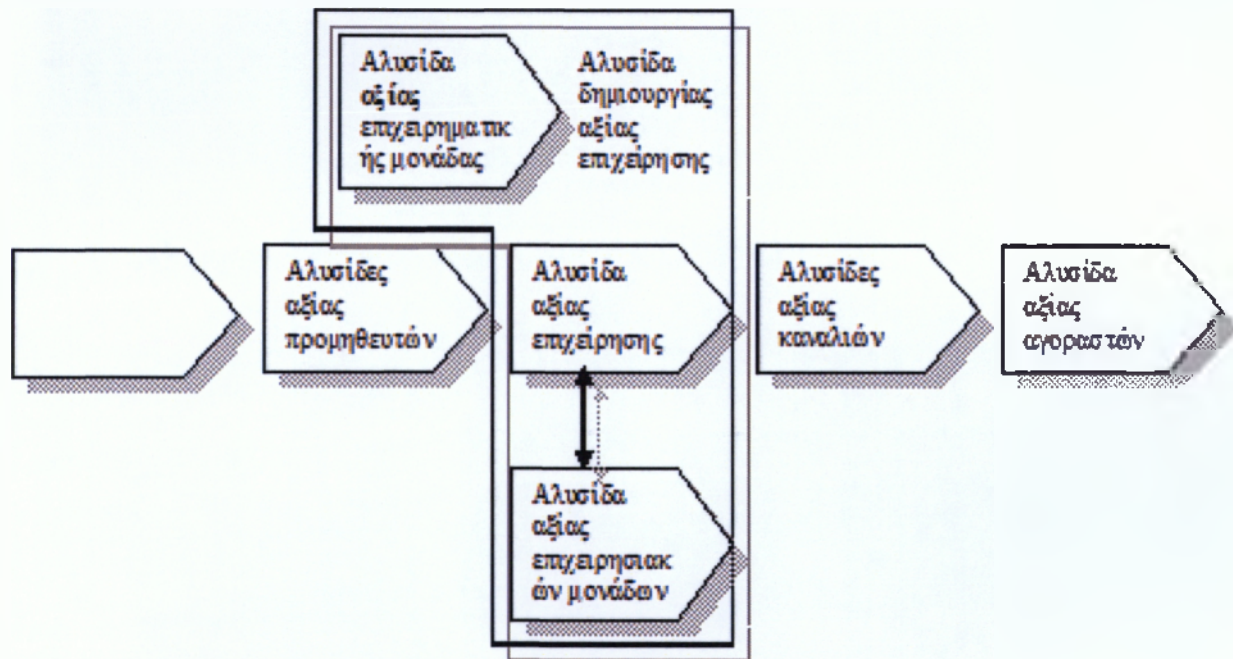 Αλυσίδα
αξίας
επιχειρηματικ
ής μονάδας
Αλυσίδα
δημιουργίας
αξίας
επιχείρησης
Αλυσίδες
αξίας
προμηθευτών
Αλυσίδα
αξίας
επιχείρησης
Αλυσίδες
αξίας
καναλιών
Αλυσίδα
αξίας
αγοραστών
Αλυσίδα
αξίας
επιχειρησιακ
ών μονάδων